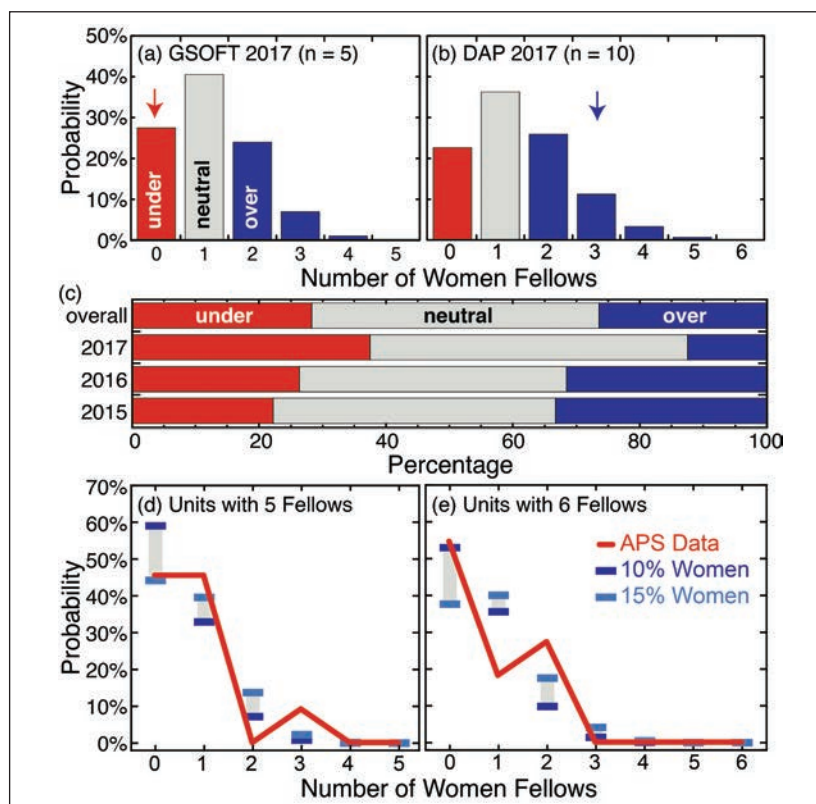 (a) GSOFT 2017 (n = 5)
50%
40%
30%
20%
10%
0%
Probability
under
neutral
over
0 1 2 3 4 5
(b) DAP 2017 (n = 10)
0 1 2 3 4 5 6
Number of Women Fellows
(c)
overall
under
neutral
over
2017
2016
2015
0 20 40 60 80 100
Percentage
(d) Units with 5 Fellows
70%
60%
50%
40%
30%
20%
10%
0%
Probability
0 1 2 3 4 5
(e) Units with 6 Fellows
APS Data
10% Women
15% Women
0 1 2 3 4 5 6
Number of Women Fellows